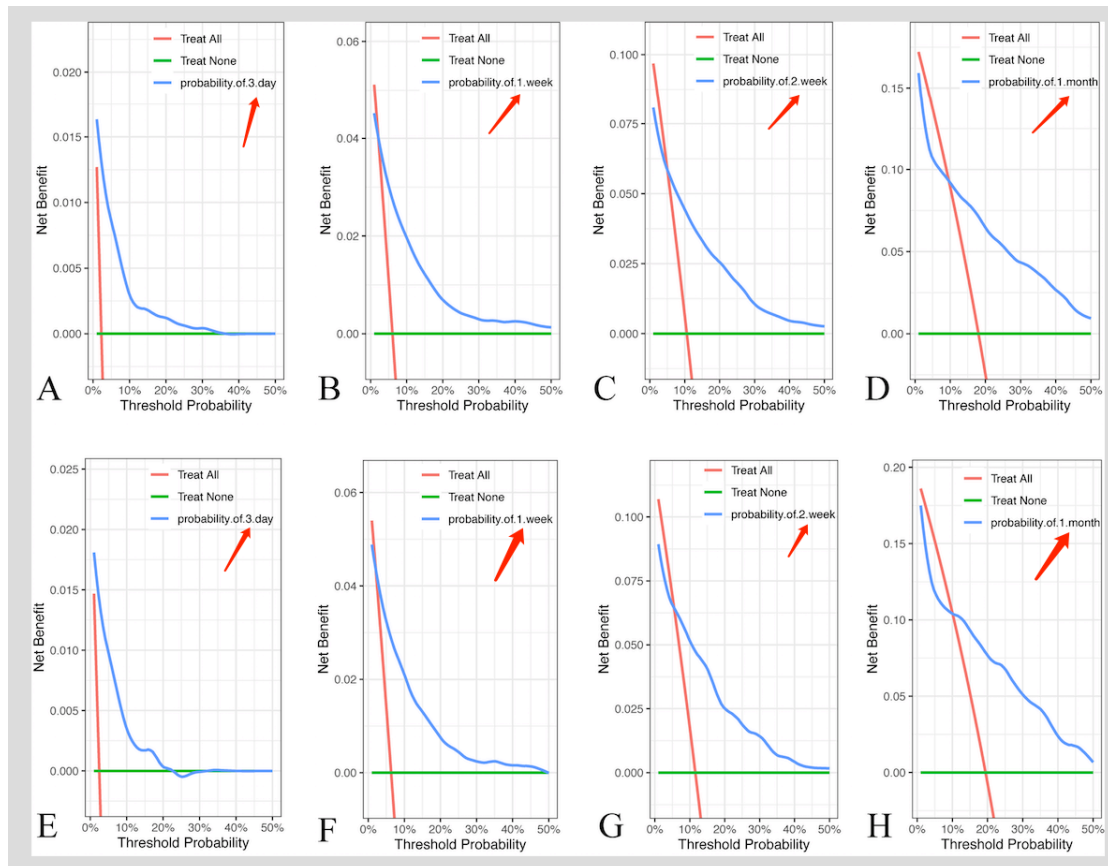 Treat All
Treat None
probability.of.3.day
0.020
0.015
0.010
0.005
0.000
Net Benefit
0% 10% 20% 30% 40% 50%
Threshold Probability
A
Treat All
Treat None
probability.of.1.week
0.06
0.04
0.02
0.00
Net Benefit
0% 10% 20% 30% 40% 50%
Threshold Probability
B
Treat All
Treat None
probability.of.2.week
0.100
0.075
0.050
0.025
0.000
Net Benefit
0% 10% 20% 30% 40% 50%
Threshold Probability
C
Treat All
Treat None
probability.of.1.month
0.15
0.10
0.05
0.00
Net Benefit
0% 10% 20% 30% 40% 50%
Threshold Probability
D
Treat All
Treat None
probability.of.3.day
0.025
0.020
0.015
0.010
0.005
0.000
Net Benefit
0% 10% 20% 30% 40% 50%
Threshold Probability
E
Treat All
Treat None
probability.of.1.week
0.06
0.04
0.02
0.00
Net Benefit
0% 10% 20% 30% 40% 50%
Threshold Probability
F
Treat All
Treat None
probability.of.2.week
0.100
0.075
0.050
0.025
0.000
Net Benefit
0% 10% 20% 30% 40% 50%
Threshold Probability
G
Treat All
Treat None
probability.of.1.month
0.20
0.15
0.10
0.05
0.00
Net Benefit
0% 10% 20% 30% 40% 50%
Threshold Probability
H